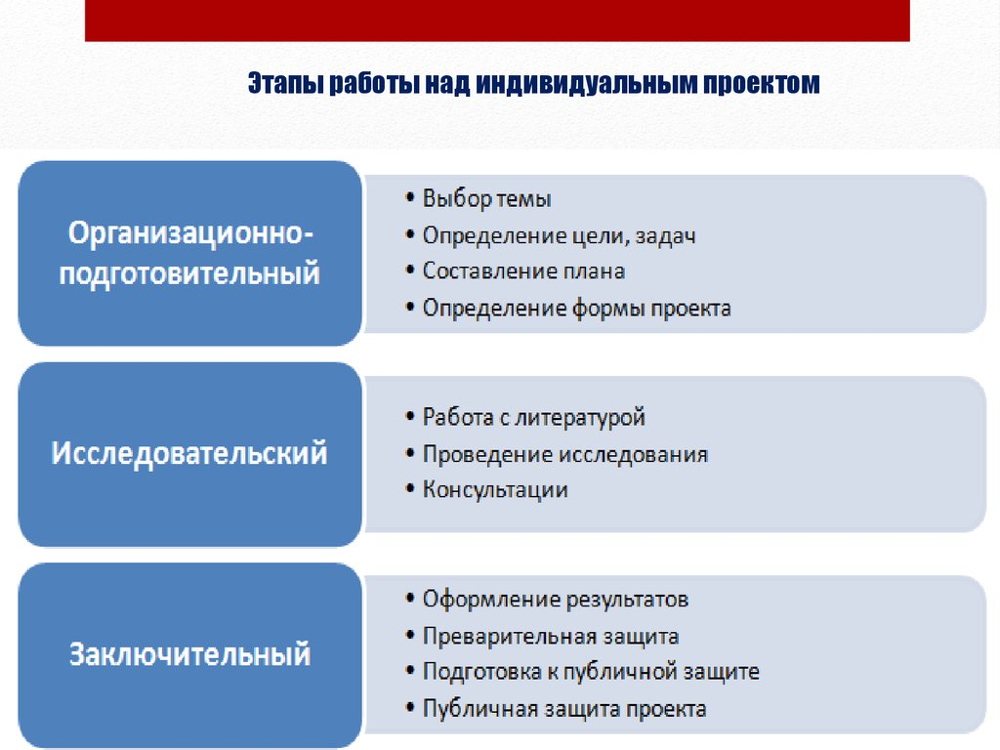 Этапы работы над индивидуальным проектом
Организационно-
подготовительный
• Выбор темы
• Определение цели, задач
• Составление плана
• Определение формы проекта
Исследовательский
• Работа с литературой
• Проведение исследования
• Консультации
Заключительный
• Оформление результатов
• Преварительная защита
• Подготовка к публичной защите
• Публичная защита проекта